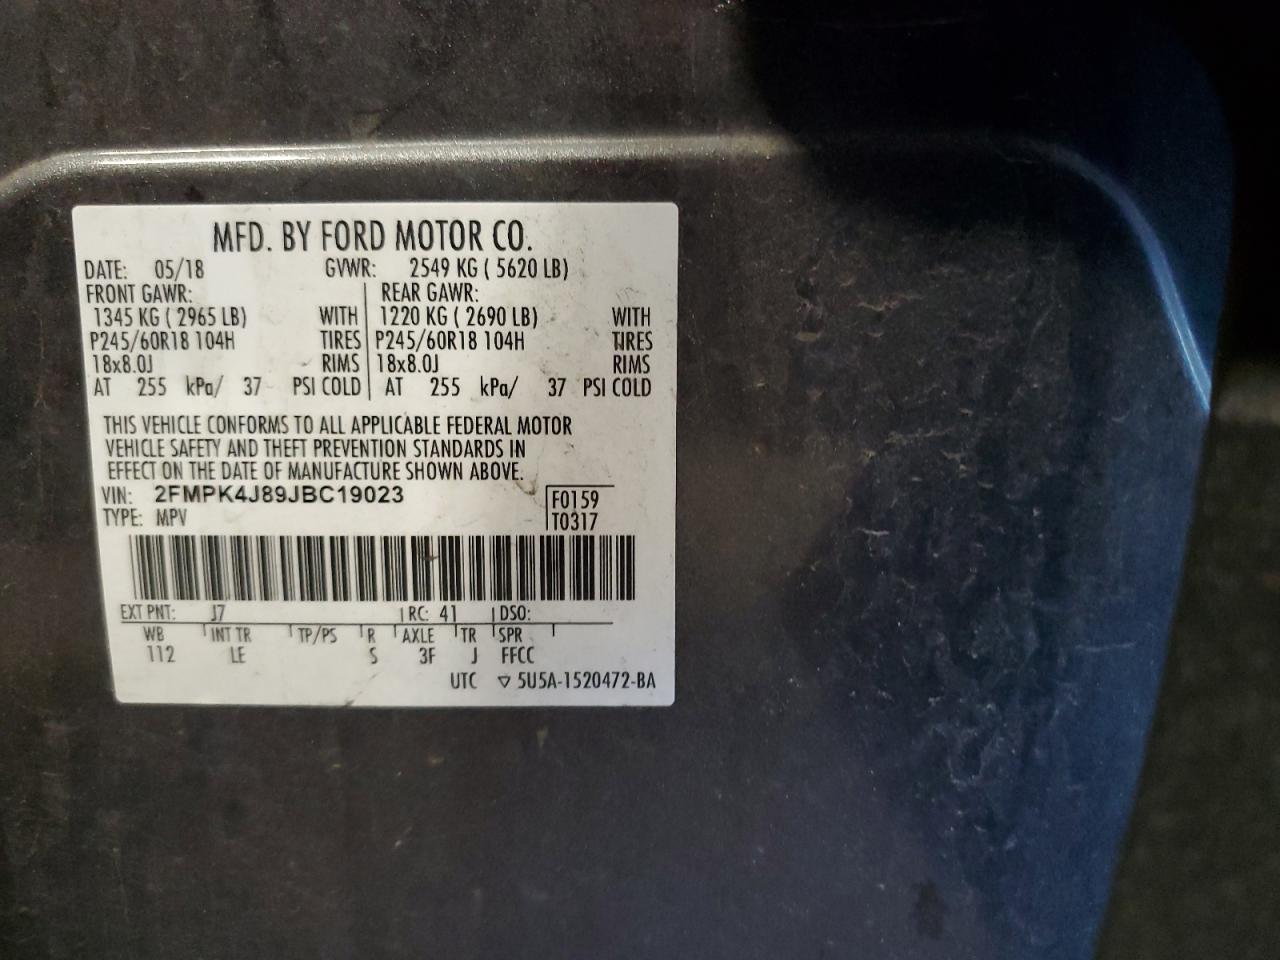 MFD. BY FORD MOTOR CO.
DATE: 05/18 GVWR: 2549 KG ( 5620 LB)
FRONT GAWR: REAR GAWR:
1345 KG ( 2965 LB) WITH 1220 KG ( 2690 LB) WITH
P245/60R18 104H TIRES P245/60R18 104H TIRES
18x8.0J RIMS 18x8.0J RIMS
AT 255 kPa/ 37 PSI COLD AT 255 kPa/ 37 PSI COLD
THIS VEHICLE CONFORMS TO ALL APPLICABLE FEDERAL MOTOR
VEHICLE SAFETY AND THEFT PREVENTION STANDARDS IN
EFFECT ON THE DATE OF MANUFACTURE SHOWN ABOVE.
VIN: 2FMPK4J89JBC19023 F0159
TYPE: MPV T0317
EXT PNT: J7 RC: 41 DSO:
WB INT TR TP/PS R AXLE TR SPR
112 LE S 3F J FFCC
UTC ▽ 5U5A-1520472-BA